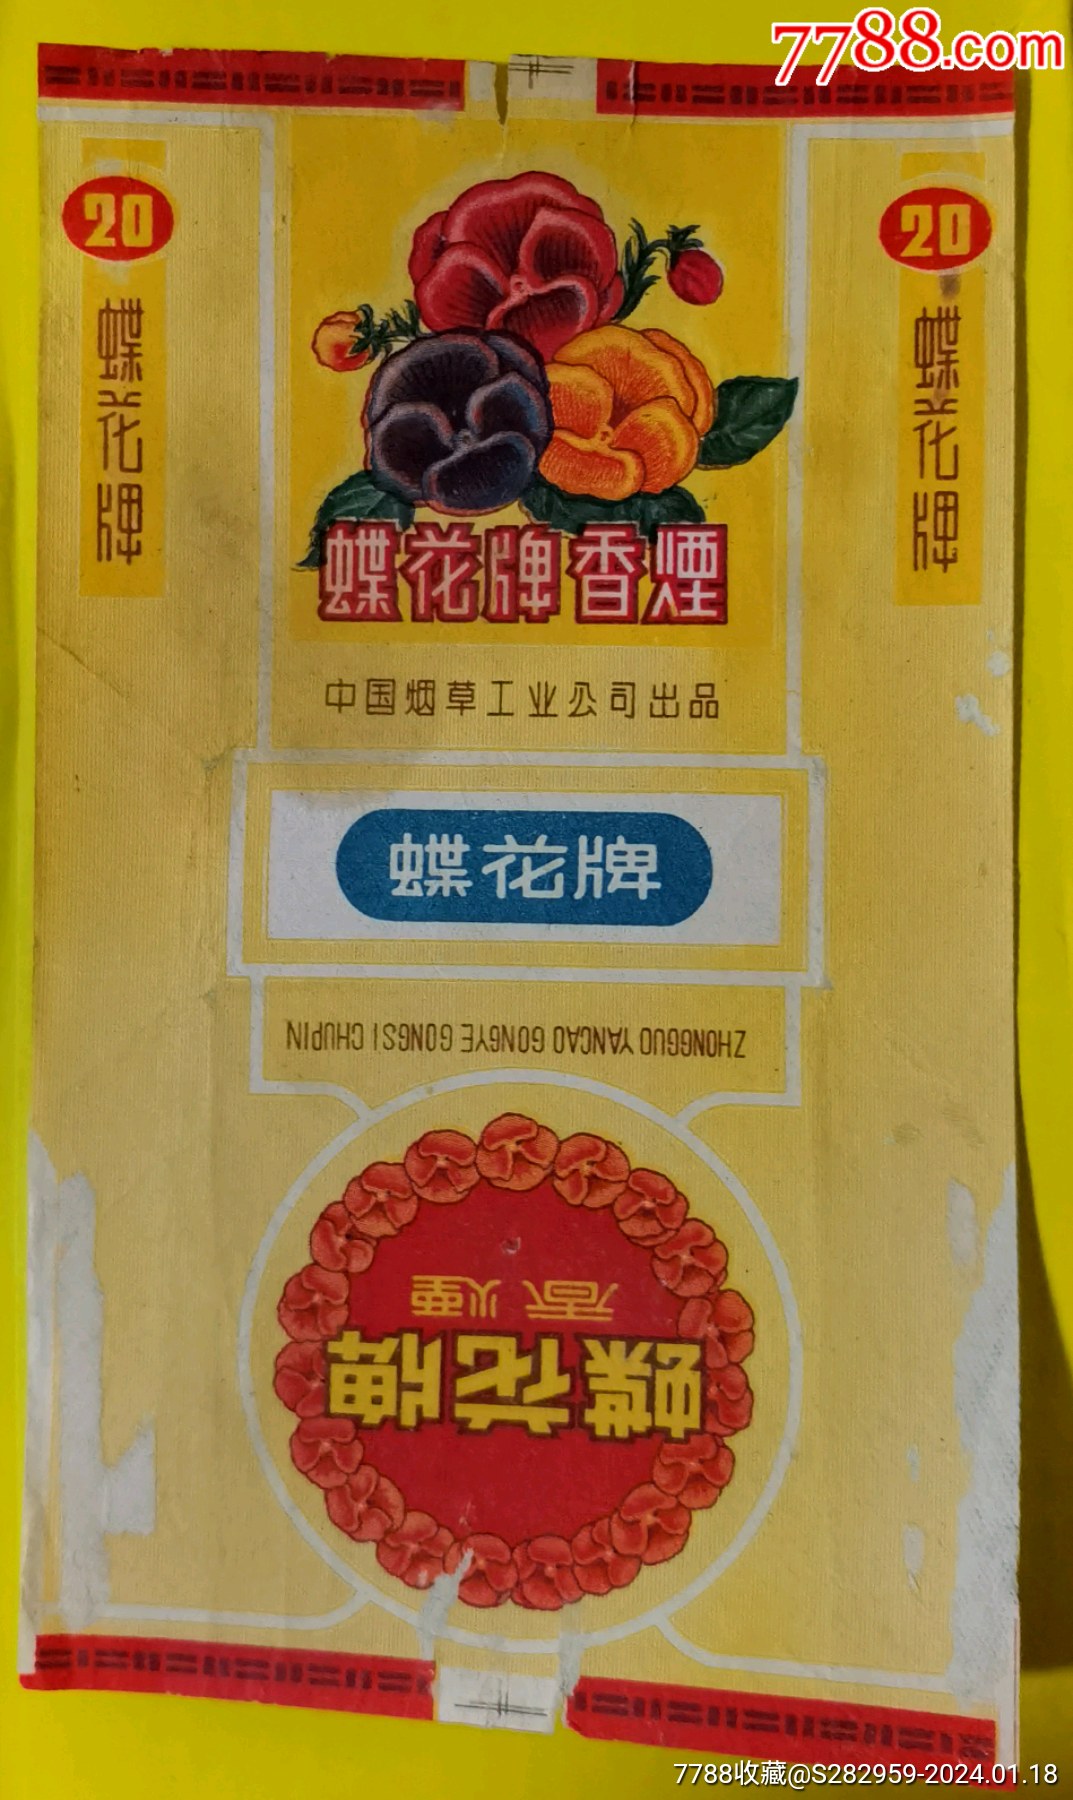 7788.com
20
20
蝶花牌
蝶花牌
蝶花牌香煙
中国烟草工业公司出品
蝶花牌
ZHONGGUO YANCAO GONGYE GONGSI CHUPIN
蝶花牌
香煙
7788收藏@S282959-2024.01.18